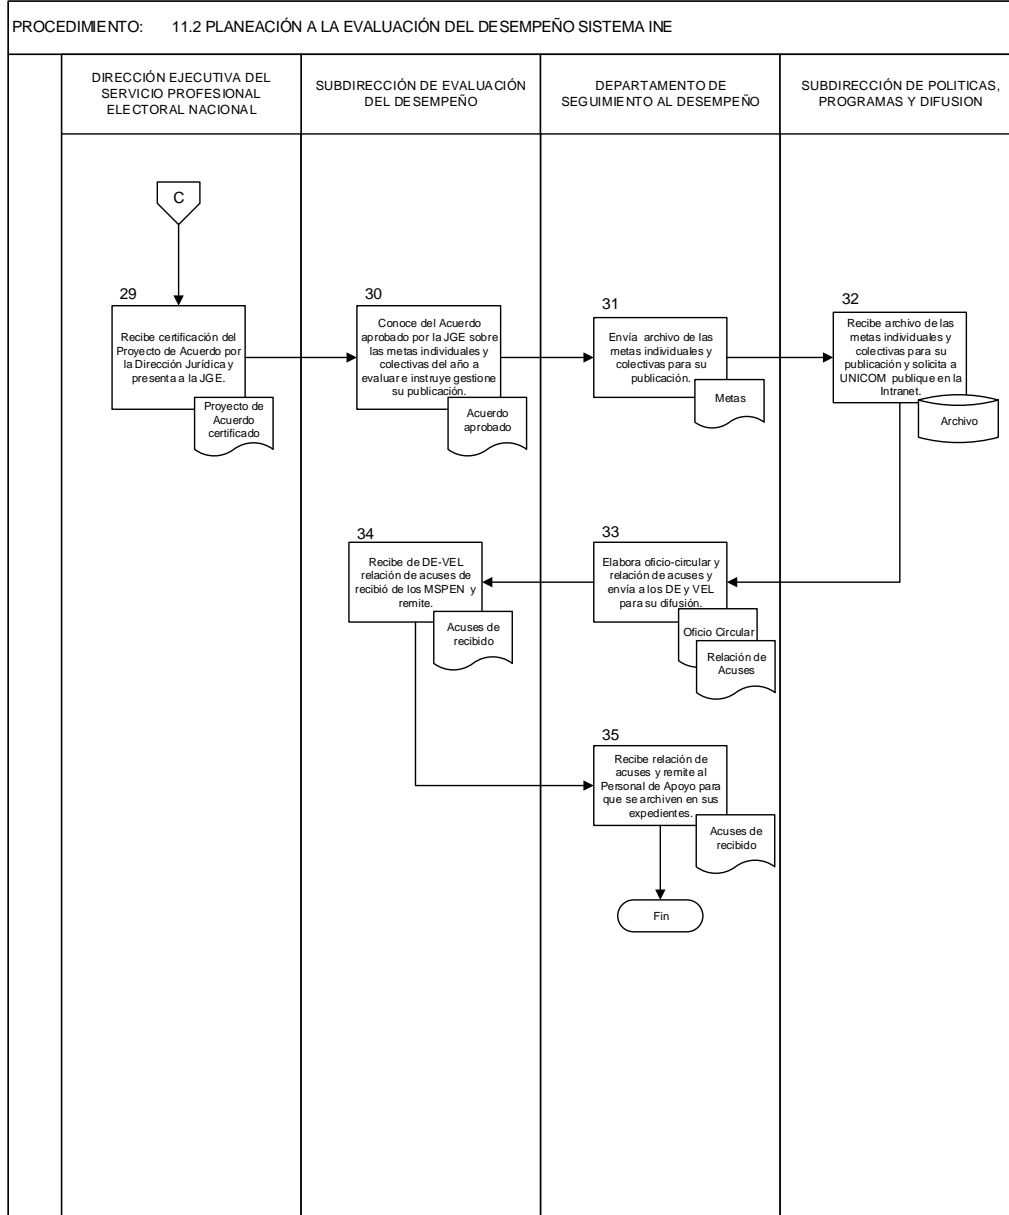 PROCEDIMIENTO: 11.2 PLANEACIÓN A LA EVALUACIÓN DEL DESEMPEÑO SISTEMA INE
DIRECCIÓN EJECUTIVA DEL
SERVICIO PROFESIONAL
ELECTORAL NACIONAL
SUBDIRECCIÓN DE EVALUACIÓN
DEL DESEMPEÑO
DEPARTAMENTO DE
SEGUIMIENTO AL DESEMPEÑO
SUBDIRECCIÓN DE POLITICAS,
PROGRAMAS Y DIFUSION
C
29
Recibe certificación del
Proyecto de Acuerdo por
la Dirección Jurídica y
presenta a la JGE.
Proyecto de
Acuerdo
certificado
30
Conoce del Acuerdo
aprobado por la JGE sobre
las metas individuales y
colectivas del año a
evaluar e instruye gestione
su publicación.
Acuerdo
aprobado
31
Envía archivo de las
metas individuales y
colectivas para su
publicación.
Metas
32
Recibe archivo de las
metas individuales y
colectivas para su
publicación y solicita a
UNICOM publique en la
Intranet.
Archivo
34
Recibe de DE-VEL
relación de acuses de
recibió de los MSPEN y
remite.
Acuses de
recibido
33
Elabora oficio-circular y
relación de acuses y
envía a los DE y VEL
para su difusión.
Oficio Circular
Relación de
Acuses
35
Recibe relación de
acuses y remite al
Personal de Apoyo para
que se archiven en sus
expedientes.
Acuses de
recibido
Fin